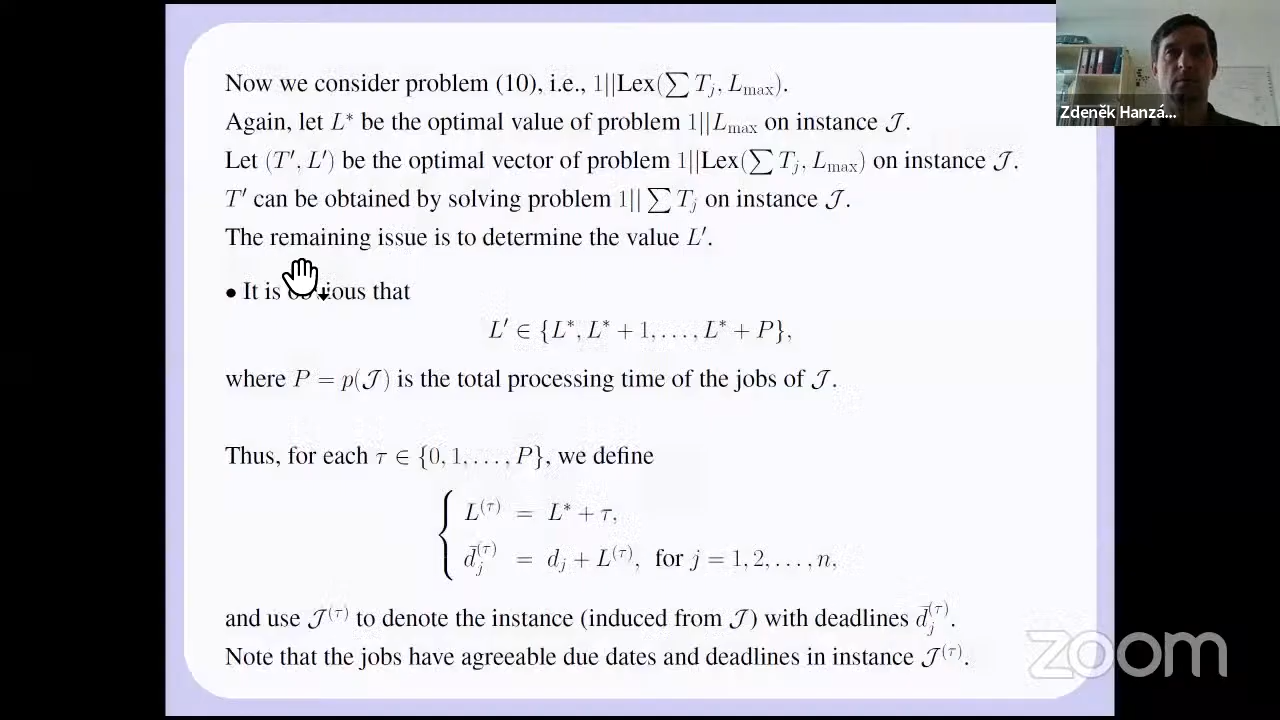 Now we consider problem (10), i.e., 1||Lex(∑ T_j, L_max).
Again, let L* be the optimal value of problem 1||L_max on instance 𝒥.
Let (T′, L′) be the optimal vector of problem 1||Lex(∑ T_j, L_max) on instance 𝒥.
T′ can be obtained by solving problem 1||∑ T_j on instance 𝒥.
The remaining issue is to determine the value L′.
• It is obvious that
L′ ∈ {L*, L* + 1, . . . , L* + P},
where P = p(𝒥) is the total processing time of the jobs of 𝒥.
Thus, for each τ ∈ {0, 1, . . . , P}, we define
L^(τ) = L* + τ,
d̄_j^(τ) = d_j + L^(τ), for j = 1, 2, . . . , n,
and use 𝒥^(τ) to denote the instance (induced from 𝒥) with deadlines d̄_j^(τ).
Note that the jobs have agreeable due dates and deadlines in instance 𝒥^(τ).
Zdeněk Hanzá...
zoom